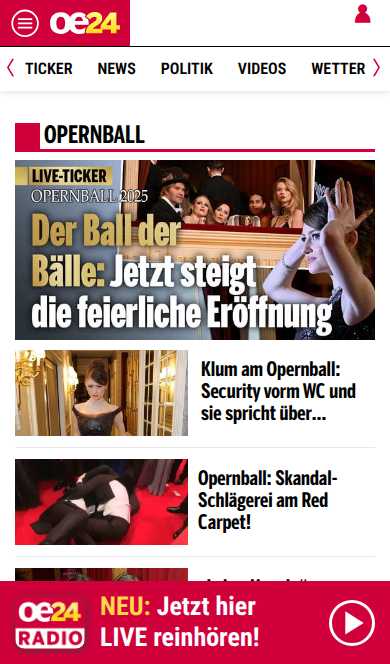 oe24
TICKER NEWS POLITIK VIDEOS WETTER
OPERNBALL
LIVE-TICKER
OPERNBALL 2025
Der Ball der
Bälle: Jetzt steigt
die feierliche Eröffnung
Klum am Opernball:
Security vorm WC und
sie spricht über...
Opernball: Skandal-
Schlägerei am Red
Carpet!
oe24
RADIO
NEU: Jetzt hier
LIVE reinhören!